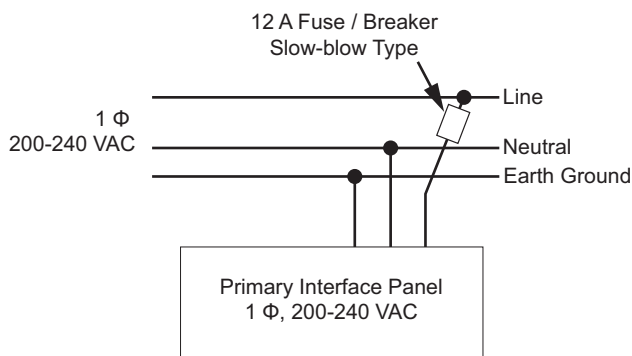 12 A Fuse / Breaker
Slow-blow Type
Line
1 Φ
200-240 VAC
Neutral
Earth Ground
Primary Interface Panel
1 Φ, 200-240 VAC